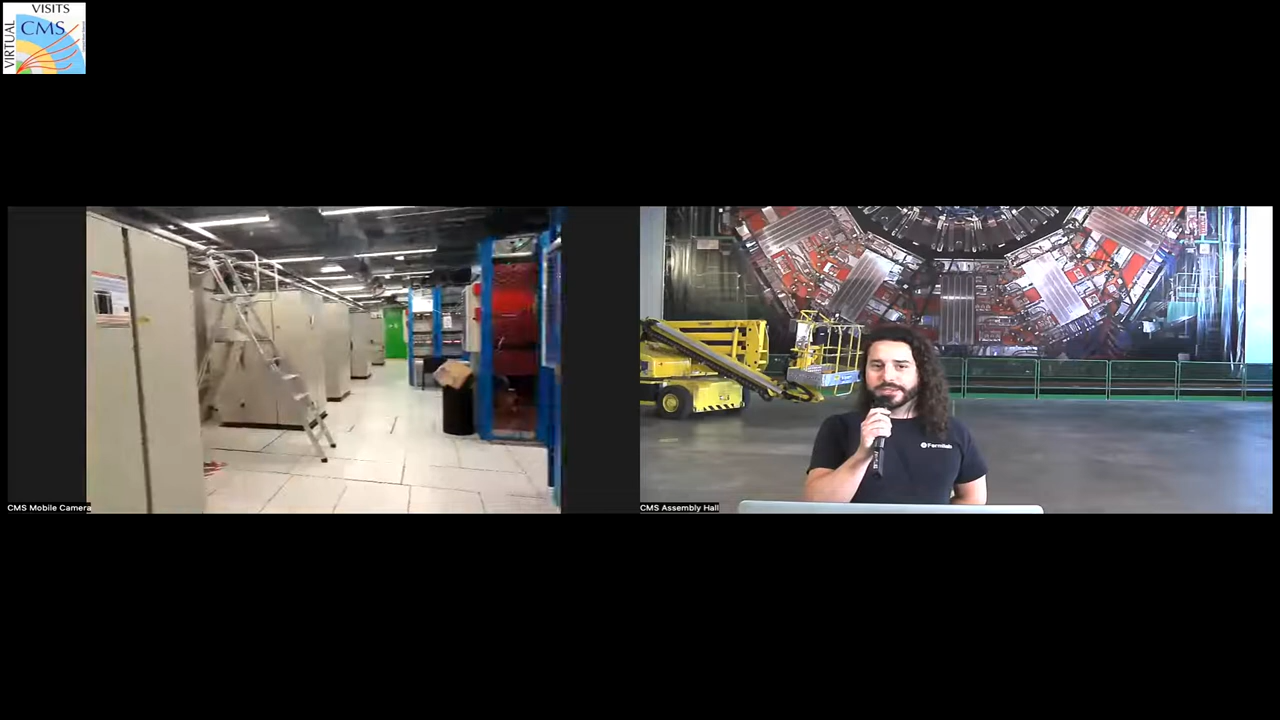 VISITS
VIRTUAL
CMS
Fermilab
CMS Mobile Camera
CMS Assembly Hall